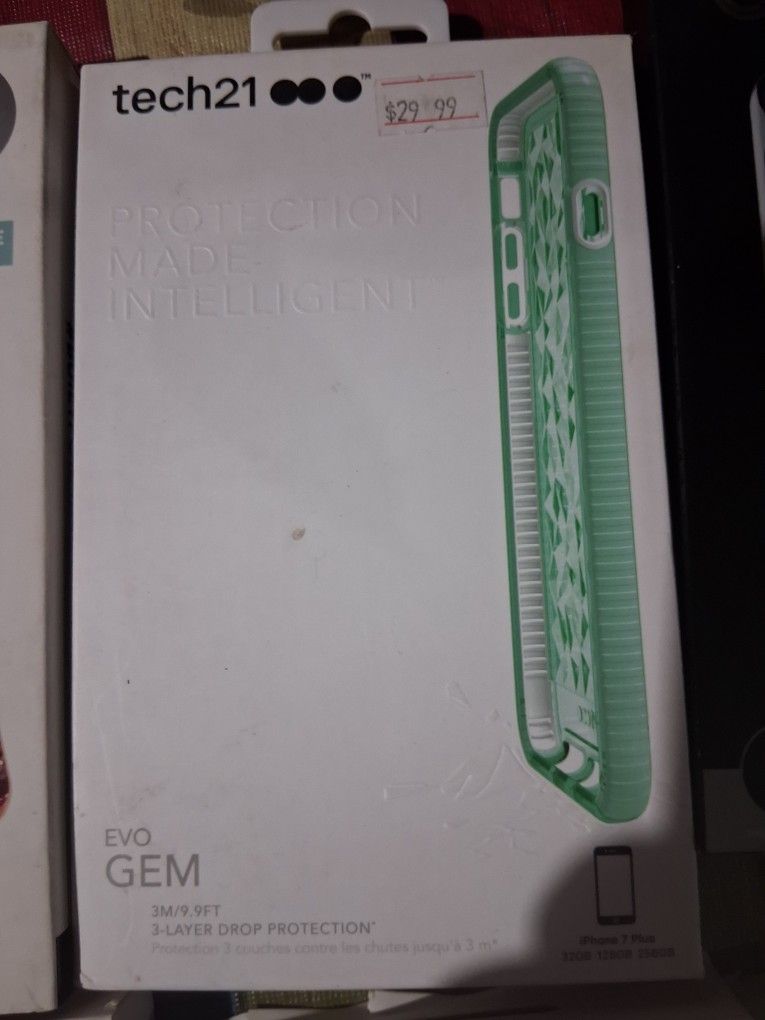 tech21 ™
$29 99
PROTECTION
MADE
INTELLIGENT™
EVO
GEM
3M/9.9FT
3-LAYER DROP PROTECTION*
Protection 3 couches contre les chutes jusqu'à 3 m*
iPhone 7 Plus
32GB 128GB 256GB